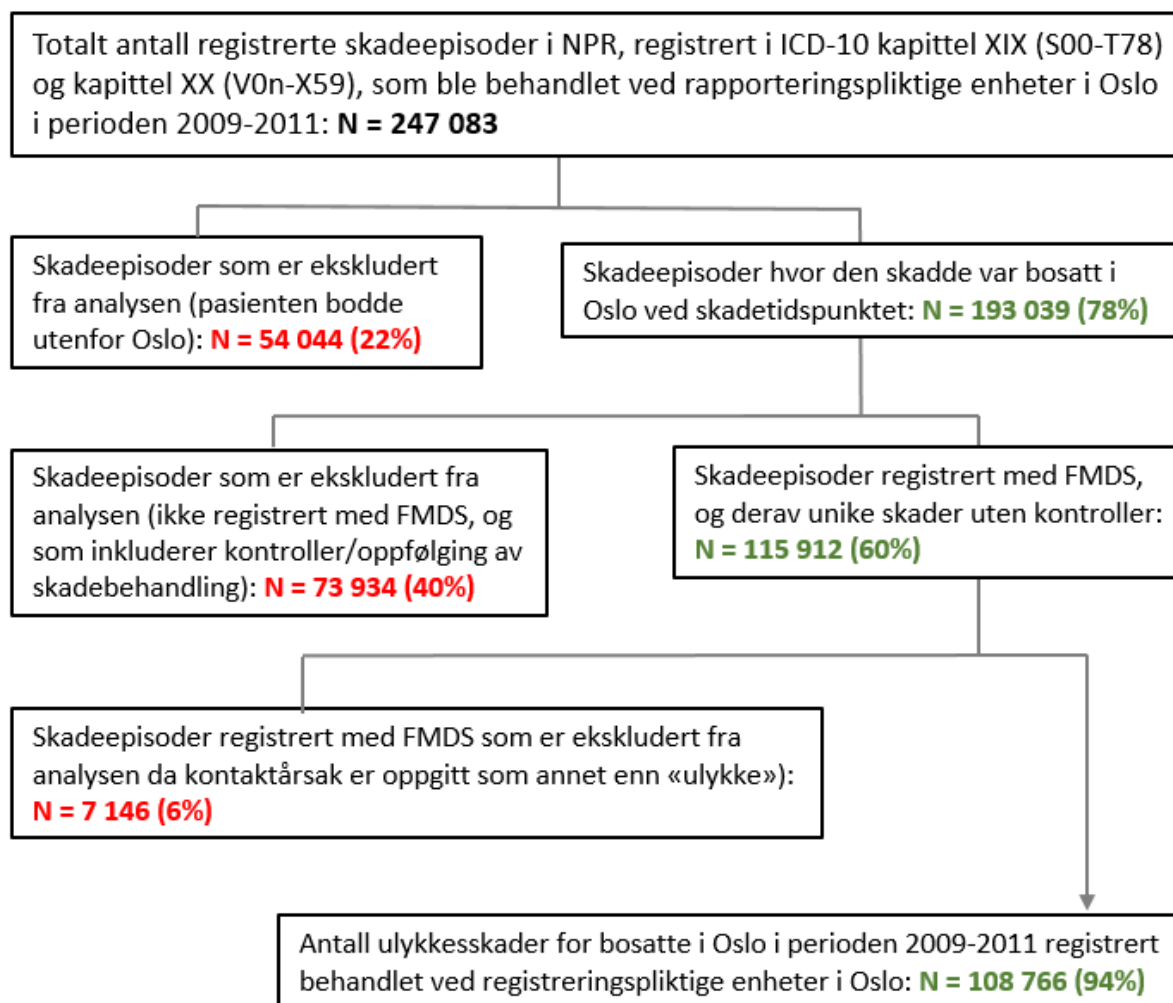 Totalt antall registrerte skadeepisoder i NPR, registrert i ICD-10 kapittel XIX (S00-T78)
og kapittel XX (V0n-X59), som ble behandlet ved rapporteringspliktige enheter i Oslo
i perioden 2009-2011: N = 247 083
Skadeepisoder som er ekskludert
fra analysen (pasienten bodde
utenfor Oslo): N = 54 044 (22%)
Skadeepisoder hvor den skadde var bosatt i
Oslo ved skadetidspunktet: N = 193 039 (78%)
Skadeepisoder som er ekskludert fra
analysen (ikke registrert med FMDS, og
som inkluderer kontroller/oppfølging av
skadebehandling): N = 73 934 (40%)
Skadeepisoder registrert med FMDS,
og derav unike skader uten kontroller:
N = 115 912 (60%)
Skadeepisoder registrert med FMDS som er ekskludert fra
analysen da kontaktårsak er oppgitt som annet enn «ulykke»):
N = 7 146 (6%)
Antall ulykkesskader for bosatte i Oslo i perioden 2009-2011 registrert
behandlet ved registreringspliktige enheter i Oslo: N = 108 766 (94%)